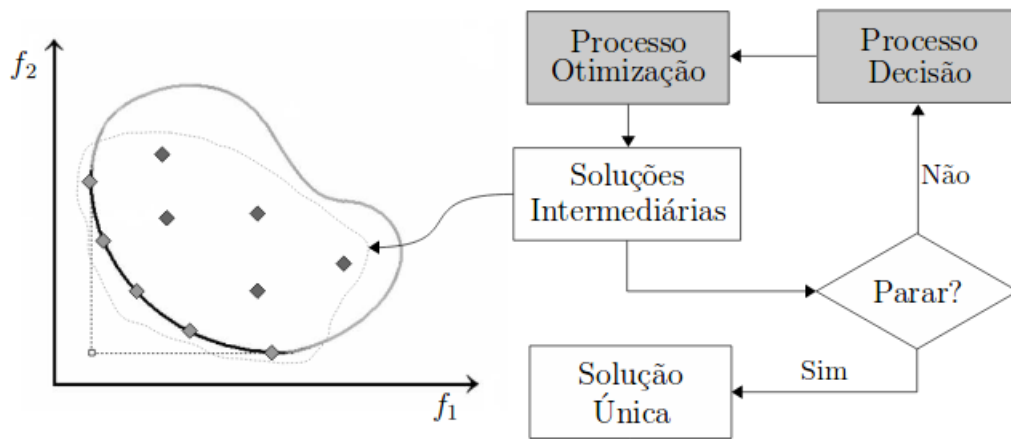 f₂
f₁
Processo
Otimização
Processo
Decisão
Soluções
Intermediárias
Não
Parar?
Sim
Solução
Única